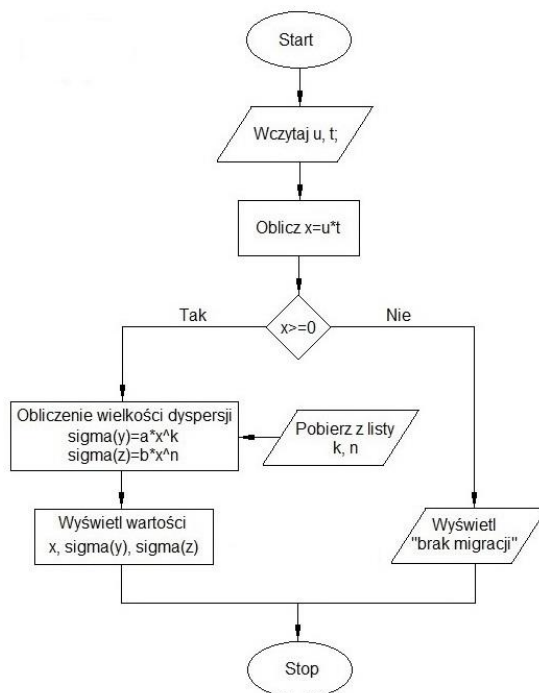 Start
Wczytaj u, t;
Oblicz x=u*t
x>=0
Tak
Nie
Obliczenie wielkości dyspersji
sigma(y)=a*x^k
sigma(z)=b*x^n
Pobierz z listy
k, n
Wyświetl wartości
x, sigma(y), sigma(z)
Wyświetl
"brak migracji"
Stop